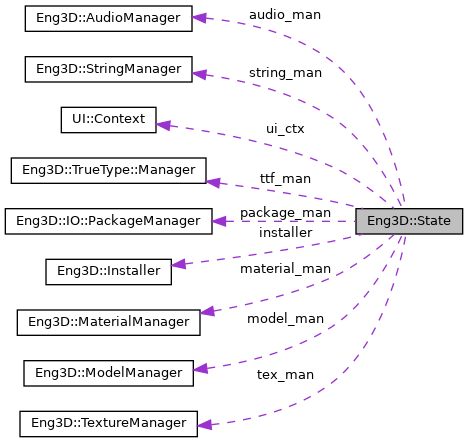 Eng3D::AudioManager
audio_man
Eng3D::StringManager
string_man
UI::Context
ui_ctx
Eng3D::TrueType::Manager
ttf_man
Eng3D::IO::PackageManager
package_man
Eng3D::State
installer
Eng3D::Installer
material_man
Eng3D::MaterialManager
model_man
Eng3D::ModelManager
tex_man
Eng3D::TextureManager